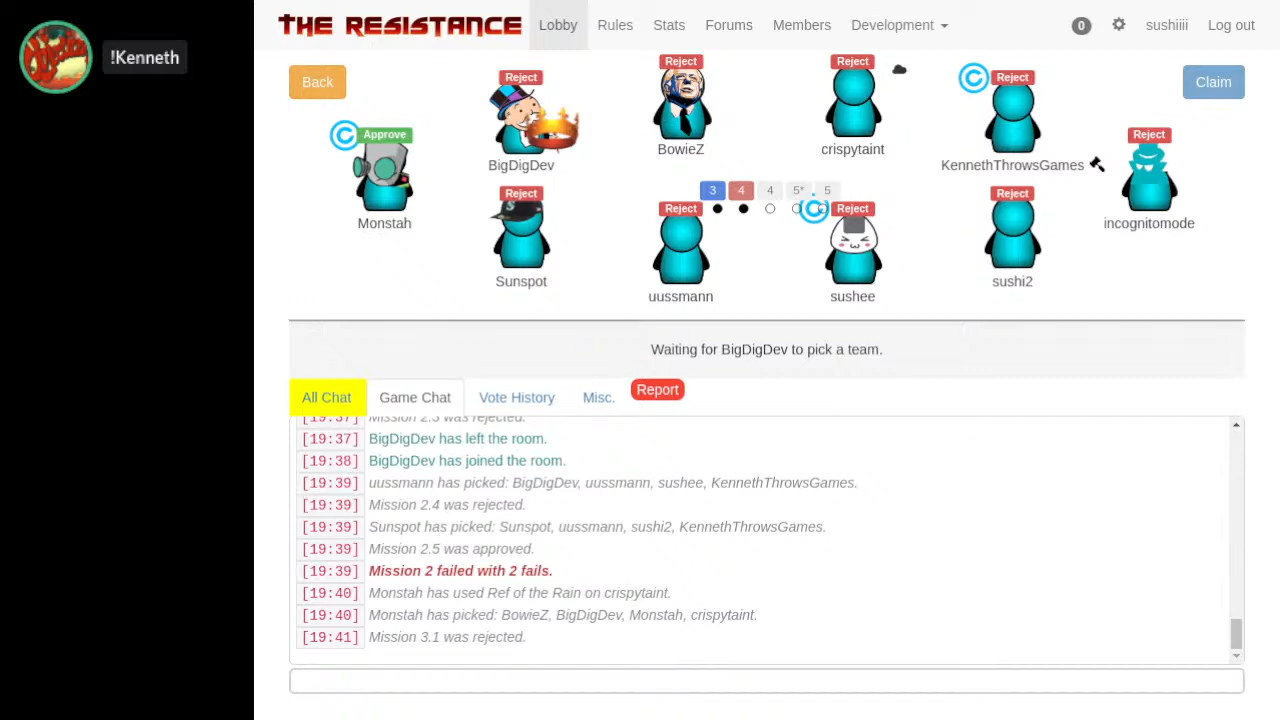 !Kenneth
THE RESISTANCE
Lobby Rules Stats Forums Members Development 0 sushiiii Log out
Back
Claim
Reject
Reject
Reject
Reject
Approve
Reject
BigDigDev
BowieZ
crispytaint
KennethThrowsGames
Monstah
incognitomode
3 4 4 5* 5
Reject
Reject
Reject
Reject
Sunspot
uussmann
sushee
sushi2
Waiting for BigDigDev to pick a team.
All Chat Game Chat Vote History Misc. Report
[19:37] Mission 2.3 was rejected.
[19:37] BigDigDev has left the room.
[19:38] BigDigDev has joined the room.
[19:39] uussmann has picked: BigDigDev, uussmann, sushee, KennethThrowsGames.
[19:39] Mission 2.4 was rejected.
[19:39] Sunspot has picked: Sunspot, uussmann, sushi2, KennethThrowsGames.
[19:39] Mission 2.5 was approved.
[19:39] Mission 2 failed with 2 fails.
[19:40] Monstah has used Ref of the Rain on crispytaint.
[19:40] Monstah has picked: BowieZ, BigDigDev, Monstah, crispytaint.
[19:41] Mission 3.1 was rejected.